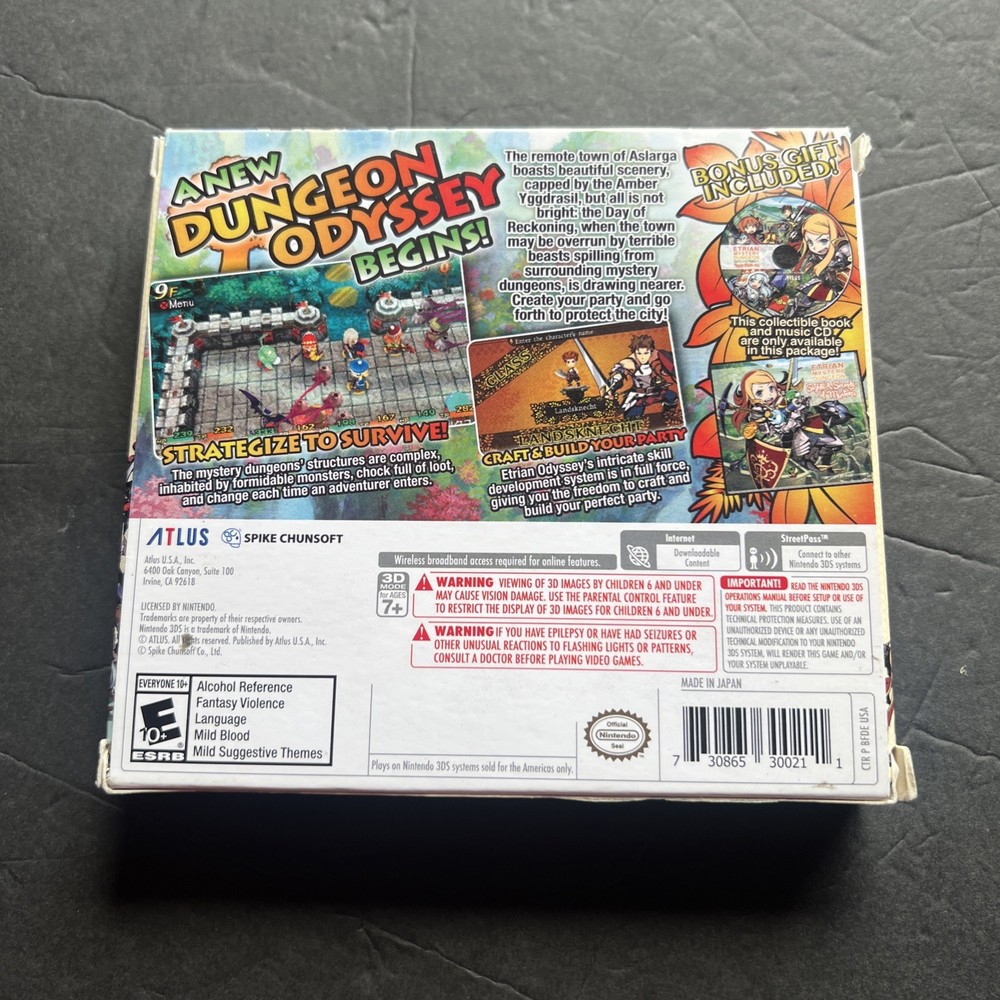 A NEW
DUNGEON
ODYSSEY
BEGINS!
The remote town of Aslarga
boasts beautiful scenery,
capped by the Amber
Yggdrasil, but all is not
bright: the Day of
Reckoning, when the town
may be overrun by terrible
beasts spilling from
surrounding mystery
dungeons, is drawing nearer.
Create your party and go
forth to protect the city!
BONUS GIFT
INCLUDED!
ETRIAN
This collectible book
and music CD
are only available
in this package!
ETRIAN
9F
Menu
232
162
167
149
282
STRATEGIZE TO SURVIVE!
The mystery dungeons' structures are complex,
inhabited by formidable monsters, chock full of loot,
and change each time an adventurer enters.
Enter the character's name
CLASS
Landsknecht
LANDSKNECHT
CRAFT & BUILD YOUR PARTY
Etrian Odyssey's intricate skill
development system is in full force,
giving you the freedom to craft and
build your perfect party.
ATLUS SPIKE CHUNSOFT
Atlus U.S.A., Inc.
6400 Oak Canyon, Suite 100
Irvine, CA 92618
LICENSED BY NINTENDO.
Trademarks are property of their respective owners.
Nintendo 3DS is a trademark of Nintendo.
© ATLUS. All rights reserved. Published by Atlus U.S.A., Inc.
© Spike Chunsoft Co., Ltd.
Wireless broadband access required for online features.
Internet
Downloadable
Content
StreetPass™
Connect to other
Nintendo 3DS systems
3D
MODE
for AGES
7+
WARNING VIEWING OF 3D IMAGES BY CHILDREN 6 AND UNDER
MAY CAUSE VISION DAMAGE. USE THE PARENTAL CONTROL FEATURE
TO RESTRICT THE DISPLAY OF 3D IMAGES FOR CHILDREN 6 AND UNDER.
WARNING IF YOU HAVE EPILEPSY OR HAVE HAD SEIZURES OR
OTHER UNUSUAL REACTIONS TO FLASHING LIGHTS OR PATTERNS,
CONSULT A DOCTOR BEFORE PLAYING VIDEO GAMES.
IMPORTANT! READ THE NINTENDO 3DS
OPERATIONS MANUAL BEFORE SETUP OR USE OF
YOUR SYSTEM. THIS PRODUCT CONTAINS
TECHNICAL PROTECTION MEASURES. USE OF AN
UNAUTHORIZED DEVICE OR ANY UNAUTHORIZED
TECHNICAL MODIFICATION TO YOUR NINTENDO
3DS SYSTEM, WILL RENDER THIS GAME AND/OR
YOUR SYSTEM UNPLAYABLE.
EVERYONE 10+
E
10+
®
ESRB
Alcohol Reference
Fantasy Violence
Language
Mild Blood
Mild Suggestive Themes
Plays on Nintendo 3DS systems sold for the Americas only.
Official
Nintendo
Seal
MADE IN JAPAN
7 30865 30021 1
CTR P BFDE USA